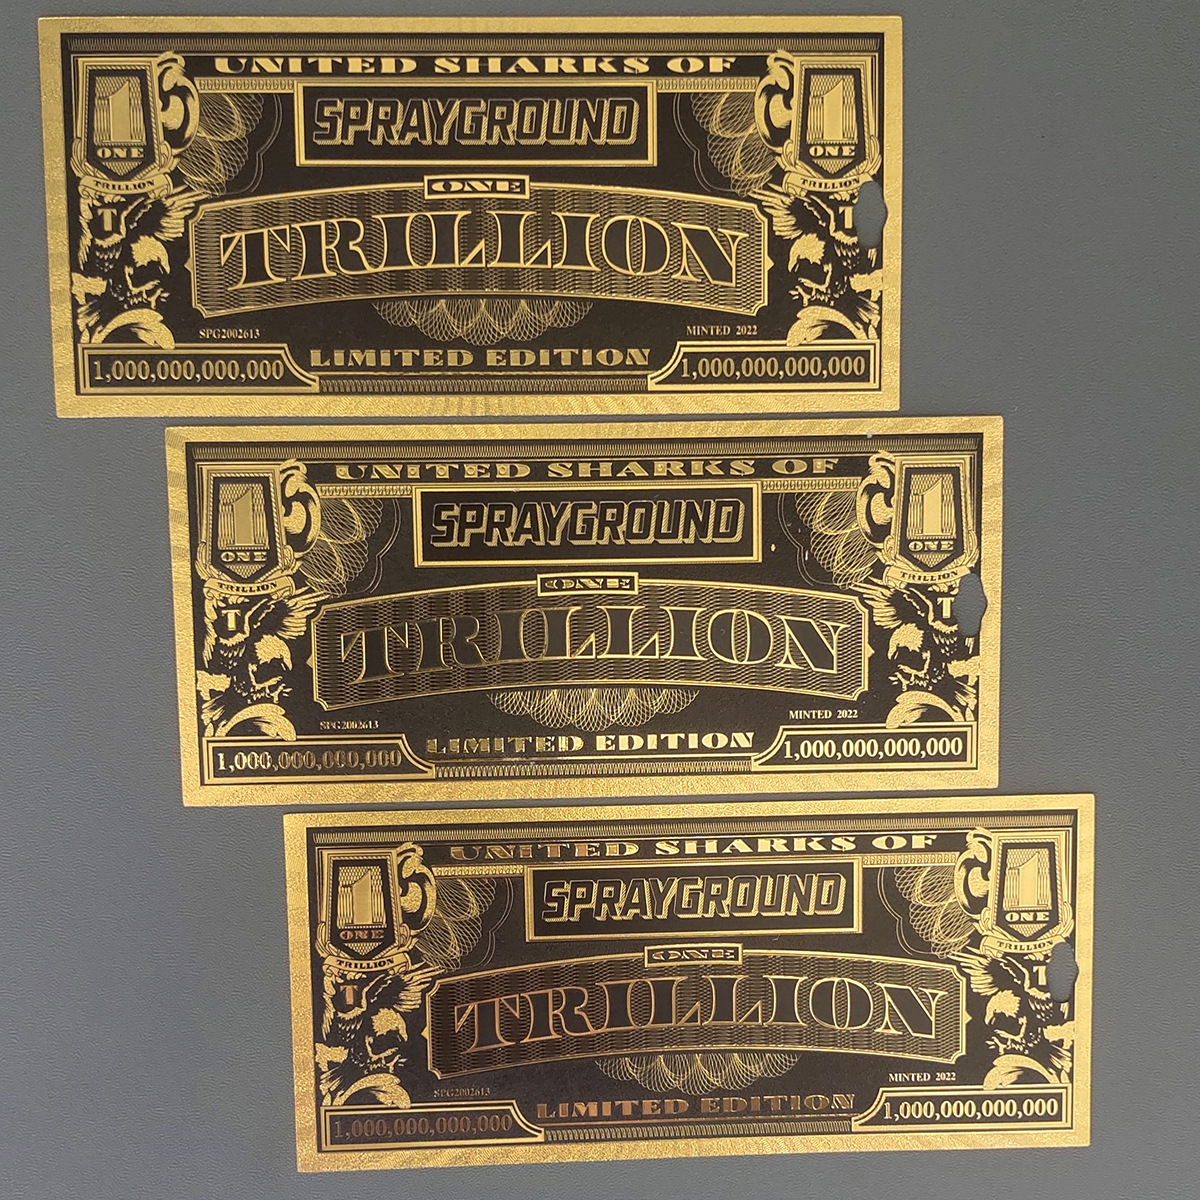 UNITED SHARKS OF
SPRAYGROUND
1 1
ONE ONE
TRILLION TRILLION
ONE
T T
TRILLION
SPG2002613 MINTED 2022
LIMITED EDITION
1,000,000,000,000 1,000,000,000,000
UNITED SHARKS OF
SPRAYGROUND
1 1
ONE ONE
TRILLION TRILLION
ONE
T T
TRILLION
SPG2002613 MINTED 2022
LIMITED EDITION
1,000,000,000,000 1,000,000,000,000
UNITED SHARKS OF
SPRAYGROUND
1 1
ONE ONE
TRILLION TRILLION
ONE
T T
TRILLION
SPG2002613 MINTED 2022
LIMITED EDITION
1,000,000,000,000 1,000,000,000,000